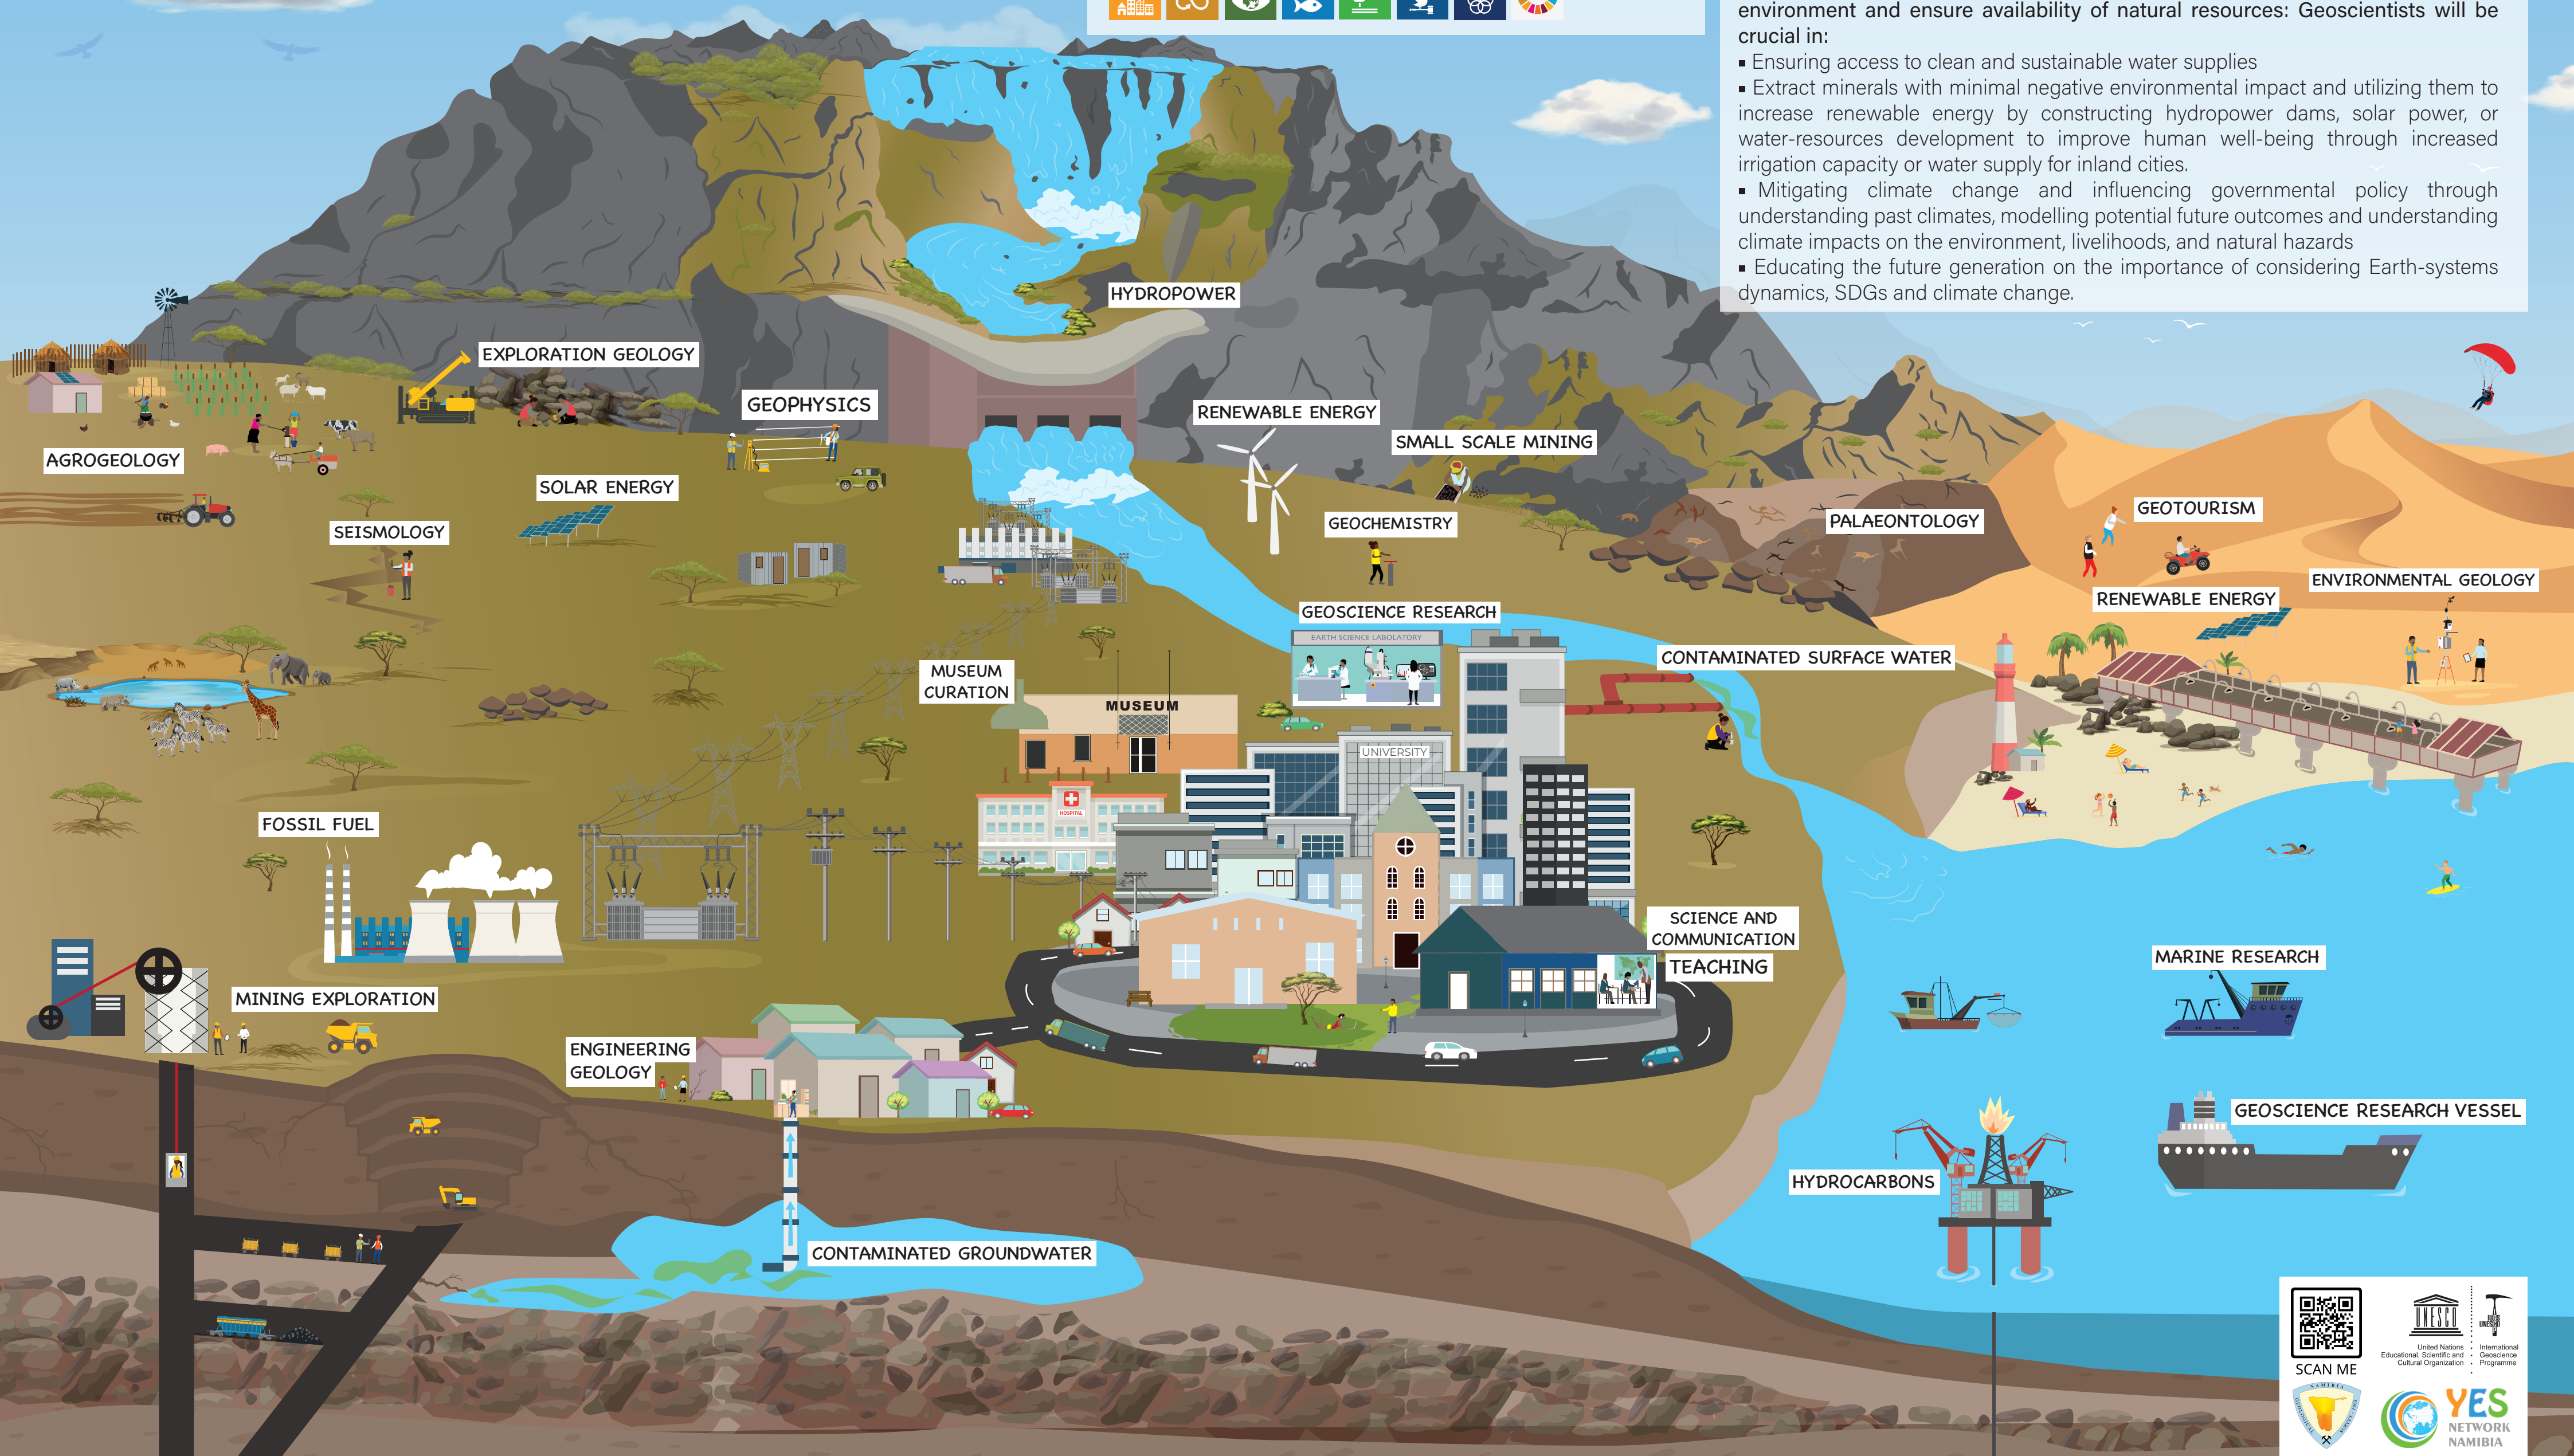 environment and ensure availability of natural resources: Geoscientists will be
crucial in:
▪ Ensuring access to clean and sustainable water supplies
▪ Extract minerals with minimal negative environmental impact and utilizing them to
increase renewable energy by constructing hydropower dams, solar power, or
water-resources development to improve human well-being through increased
irrigation capacity or water supply for inland cities.
▪ Mitigating climate change and influencing governmental policy through
understanding past climates, modelling potential future outcomes and understanding
climate impacts on the environment, livelihoods, and natural hazards
▪ Educating the future generation on the importance of considering Earth-systems
dynamics, SDGs and climate change.
HYDROPOWER
EXPLORATION GEOLOGY
GEOPHYSICS
RENEWABLE ENERGY
SMALL SCALE MINING
AGROGEOLOGY
SOLAR ENERGY
SEISMOLOGY
GEOCHEMISTRY
PALAEONTOLOGY
GEOTOURISM
ENVIRONMENTAL GEOLOGY
RENEWABLE ENERGY
GEOSCIENCE RESEARCH
EARTH SCIENCE LABOLATORY
CONTAMINATED SURFACE WATER
MUSEUM
CURATION
MUSEUM
UNIVERSITY
HOSPITAL
FOSSIL FUEL
SCIENCE AND
COMMUNICATION
TEACHING
MARINE RESEARCH
MINING EXPLORATION
ENGINEERING
GEOLOGY
GEOSCIENCE RESEARCH VESSEL
HYDROCARBONS
CONTAMINATED GROUNDWATER
SCAN ME
UNESCO
United Nations
Educational, Scientific and
Cultural Organization
International
Geoscience
Programme
NAMIBIA
YES
NETWORK
NAMIBIA